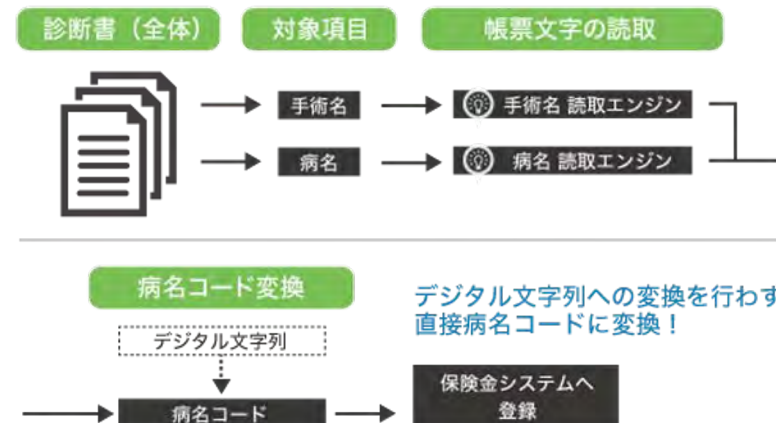 診断書（全体）
対象項目
帳票文字の読取
手術名
手術名 読取エンジン
病名
病名 読取エンジン
病名コード変換
デジタル文字列への変換を行わず
直接病名コードに変換！
デジタル文字列
病名コード
保険金システムへ
登録